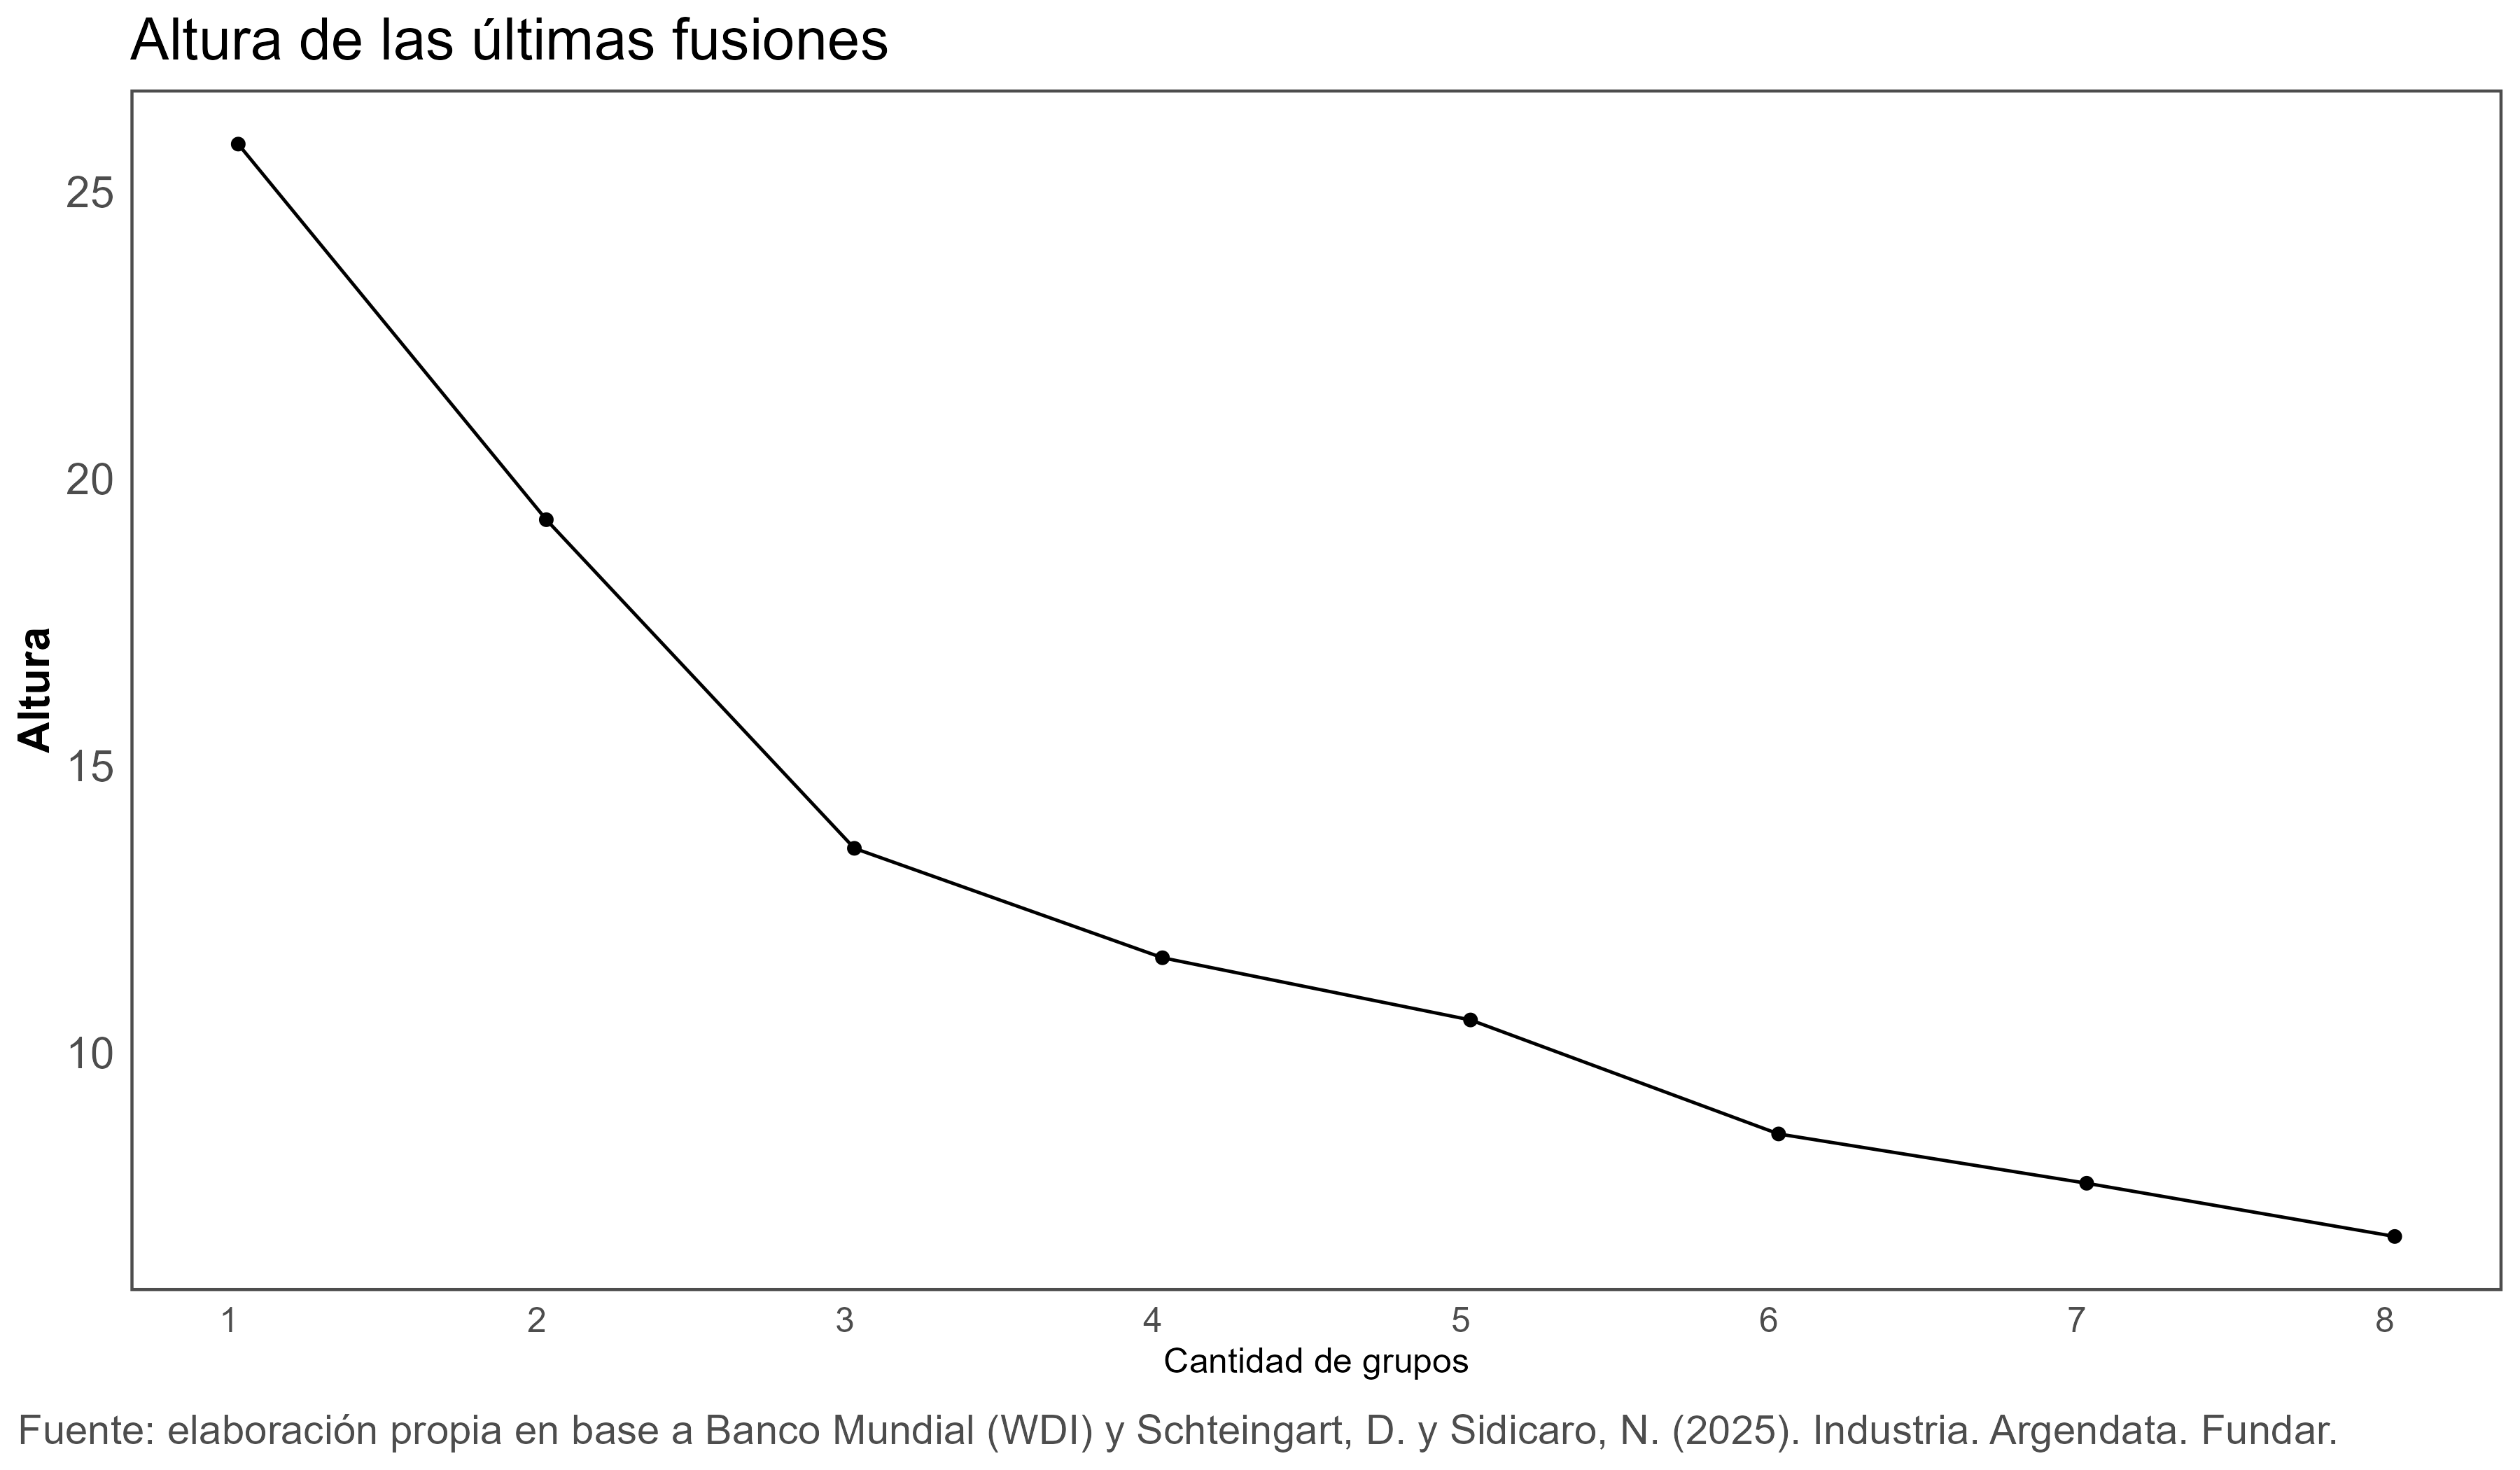 Altura de las últimas fusiones
25
20
15
10
Altura
1 2 3 4 5 6 7 8
Cantidad de grupos
Fuente: elaboración propia en base a Banco Mundial (WDI) y Schteingart, D. y Sidicaro, N. (2025). Industria. Argendata. Fundar.